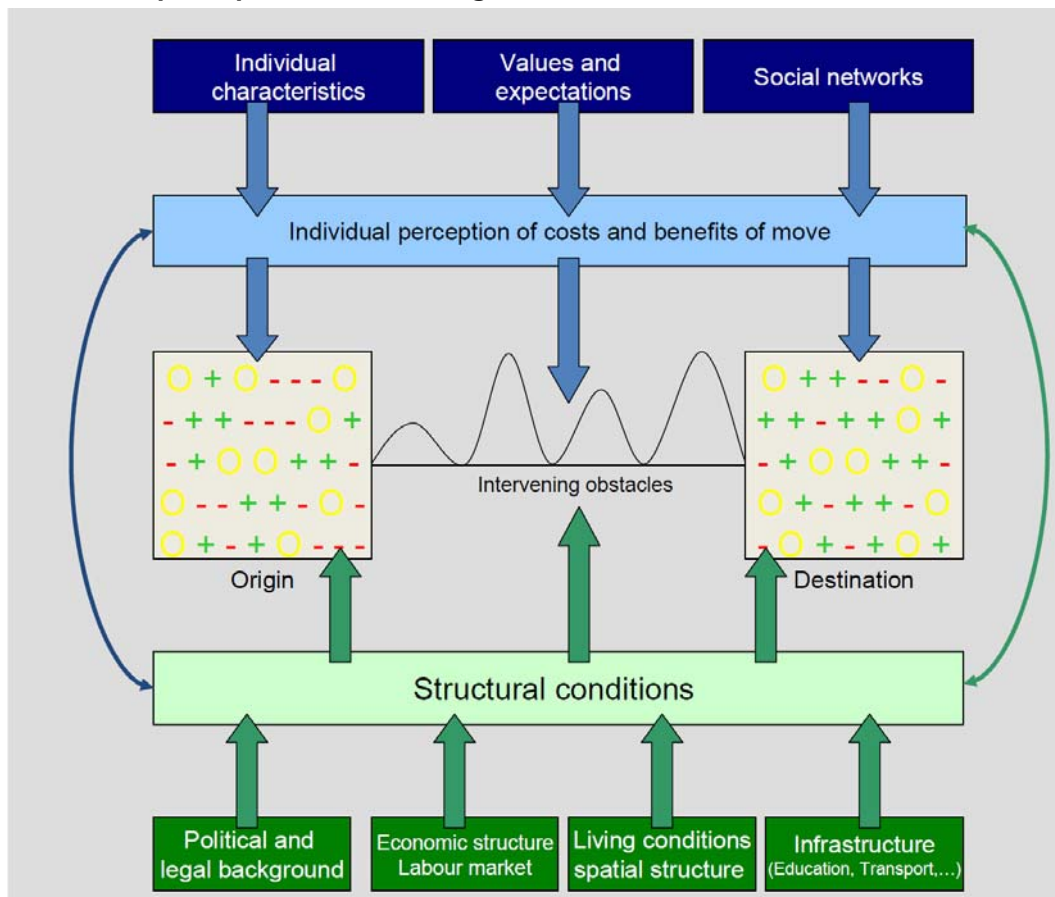 Individual
characteristics
Values and
expectations
Social networks
Individual perception of costs and benefits of move
O + O - - - O
- + + - - - O +
- + O O + + -
O - - + + - O -
O + - + O - - -
Origin
Intervening obstacles
O + + - - O -
+ + - + + O +
- + O O + + -
O + - + + - O
- O + - + O +
Destination
Structural conditions
Political and
legal background
Economic structure
Labour market
Living conditions
spatial structure
Infrastructure
(Education, Transport,...)